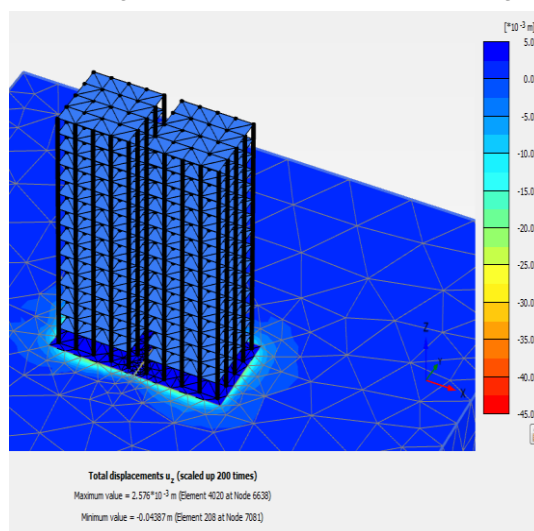 [*10⁻³ m]
5.0
0.0
-5.0
-10.0
-15.0
-20.0
-25.0
-30.0
-35.0
-40.0
-45.0
Z
Y
X
Total displacements u_z (scaled up 200 times)
Maximum value = 2.576*10⁻³ m (Element 4020 at Node 6638)
Minimum value = -0.04387 m (Element 208 at Node 7081)